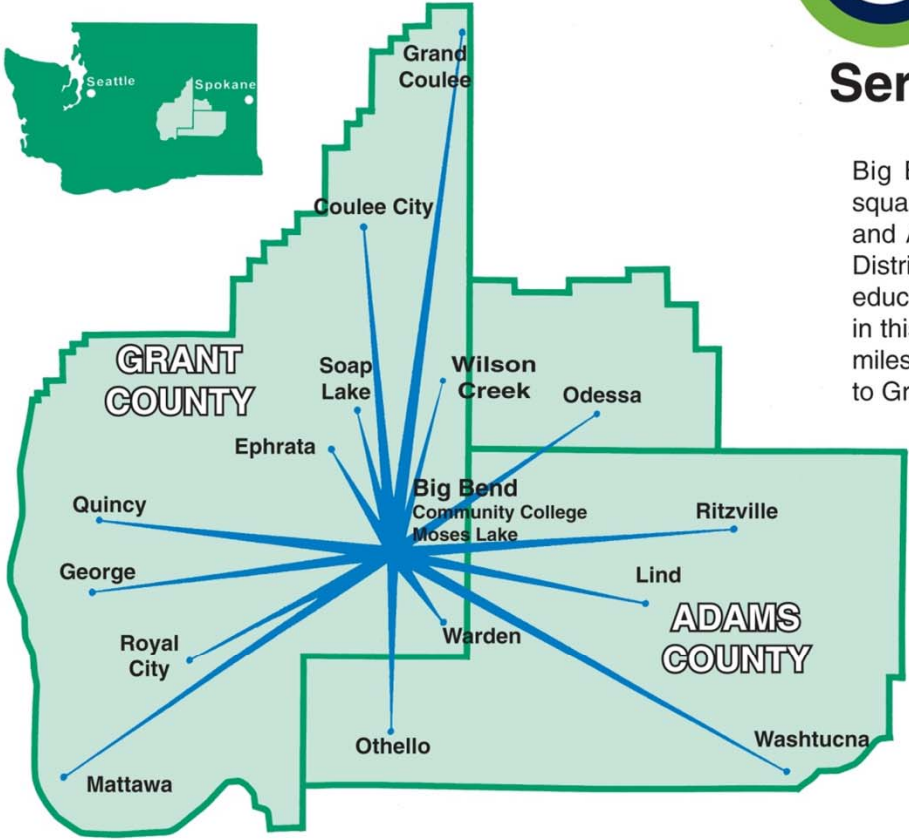 Seattle
Spokane
Grand
Coulee
Coulee City
GRANT
COUNTY
Soap
Lake
Wilson
Creek
Odessa
Ephrata
Big Bend
Community College
Moses Lake
Quincy
Ritzville
George
Lind
Royal
City
Warden
ADAMS
COUNTY
Othello
Washtucna
Mattawa
Ser
Big
squa
and
Distri
educ
in this
miles
to Gr